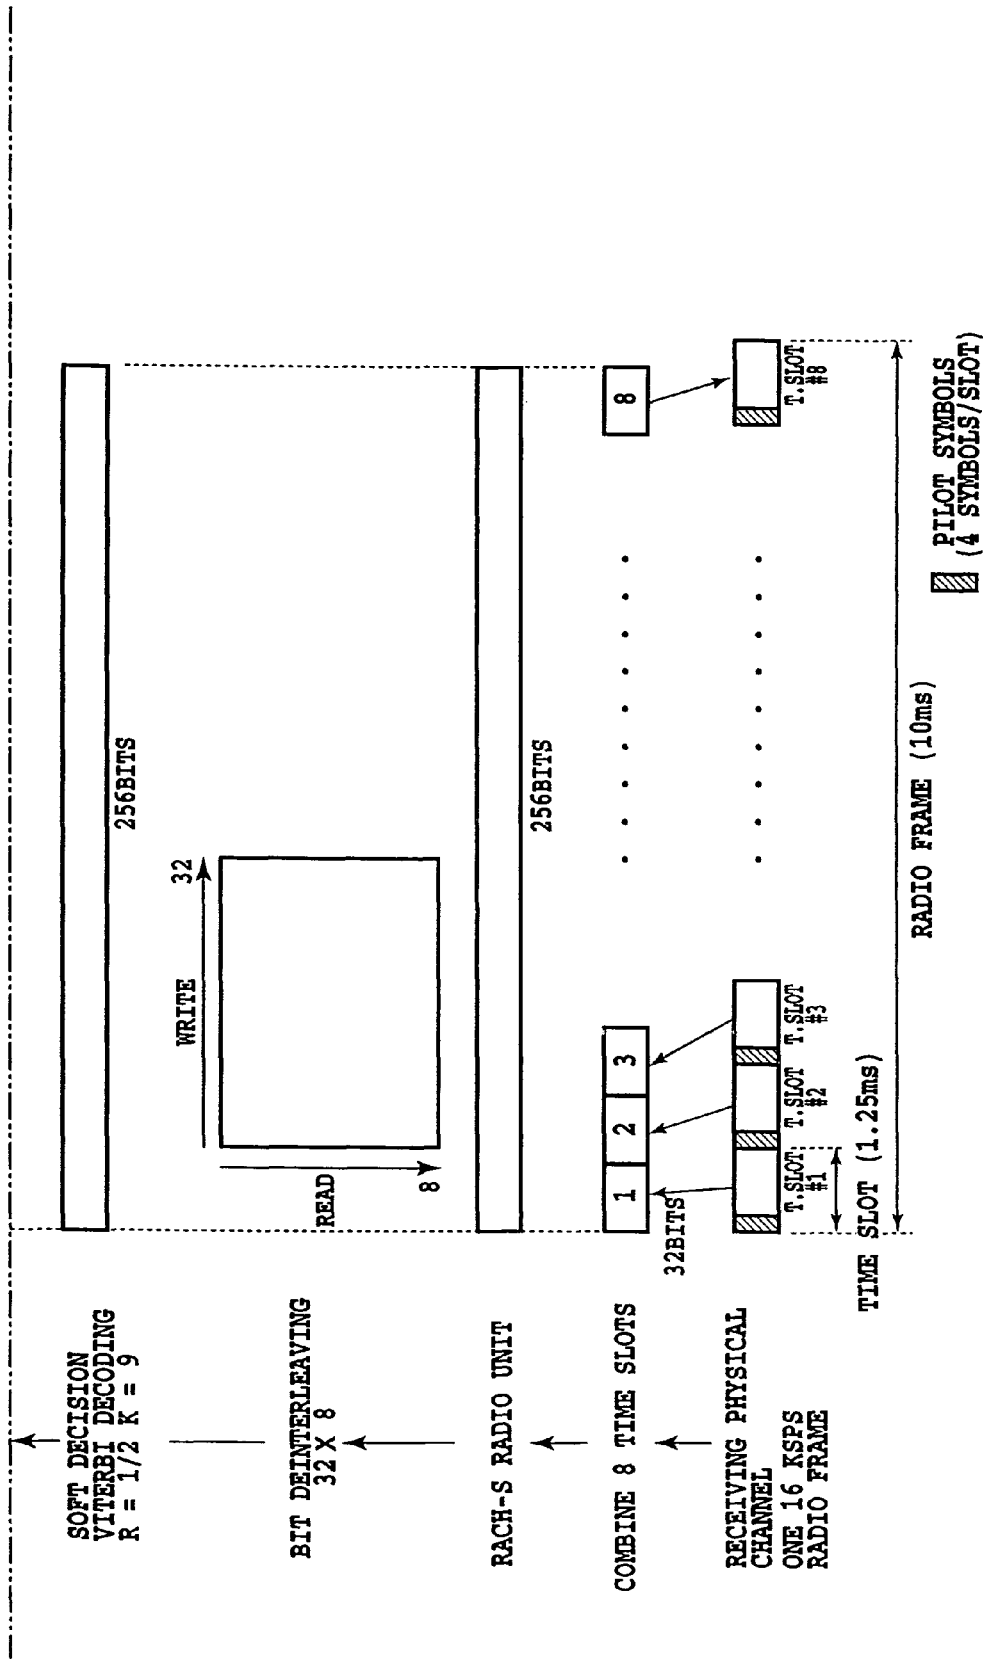 SOFT DECISION
VITERBI DECODING
R = 1/2 K = 9
256BITS
BIT DEINTERLEAVING
32 X 8
READ
8
WRITE
32
RACH-S RADIO UNIT
256BITS
COMBINE 8 TIME SLOTS
32BITS
1
2
3
8
RECEIVING PHYSICAL
CHANNEL
ONE 16 KSPS
RADIO FRAME
T.SLOT
#1
T.SLOT
#2
T.SLOT
#3
T.SLOT
#8
TIME SLOT (1.25ms)
RADIO FRAME (10ms)
PILOT SYMBOLS
(4 SYMBOLS/SLOT)